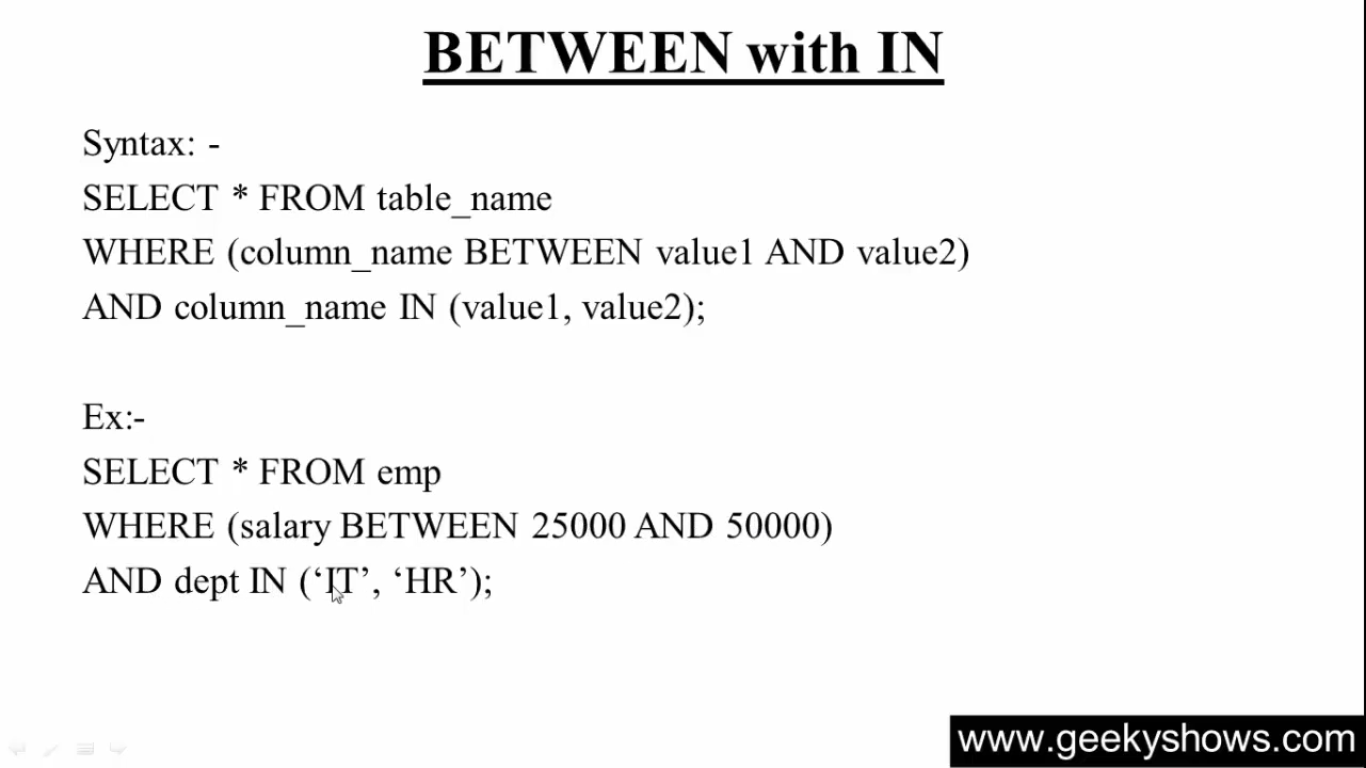 BETWEEN with IN
Syntax: -
SELECT * FROM table_name
WHERE (column_name BETWEEN value1 AND value2)
AND column_name IN (value1, value2);
Ex:-
SELECT * FROM emp
WHERE (salary BETWEEN 25000 AND 50000)
AND dept IN (‘IT’, ‘HR’);
www.geekyshows.com